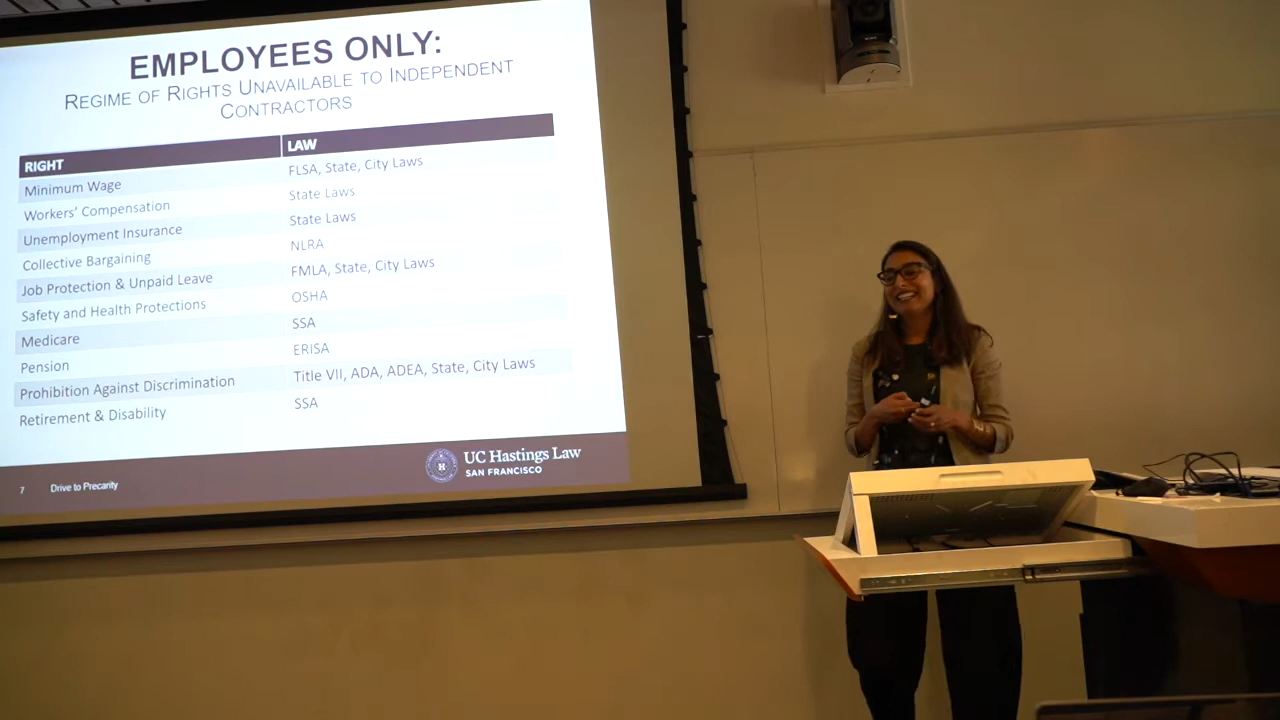 EMPLOYEES ONLY:
REGIME OF RIGHTS UNAVAILABLE TO INDEPENDENT
CONTRACTORS
RIGHT LAW
Minimum Wage FLSA, State, City Laws
Workers' Compensation State Laws
Unemployment Insurance State Laws
Collective Bargaining NLRA
Job Protection & Unpaid Leave FMLA, State, City Laws
Safety and Health Protections OSHA
Medicare SSA
Pension ERISA
Prohibition Against Discrimination Title VII, ADA, ADEA, State, City Laws
Retirement & Disability SSA
UC Hastings Law
SAN FRANCISCO
7 Drive to Precarity